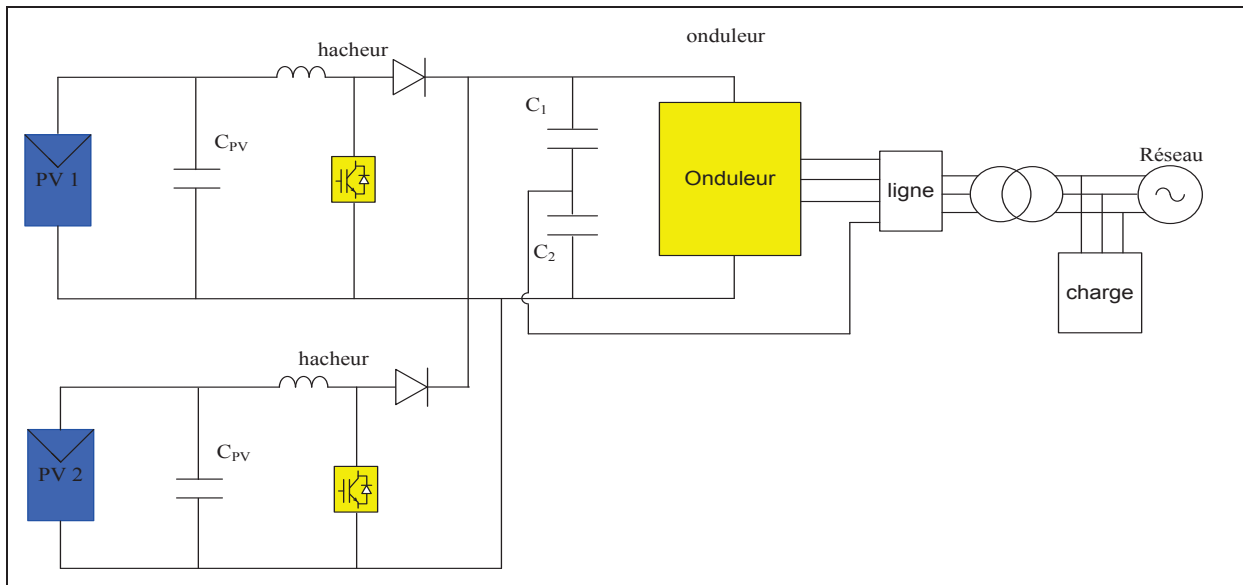 onduleur
hacheur
C1
CPV
PV 1
Onduleur
ligne
Réseau
C2
charge
hacheur
CPV
PV 2